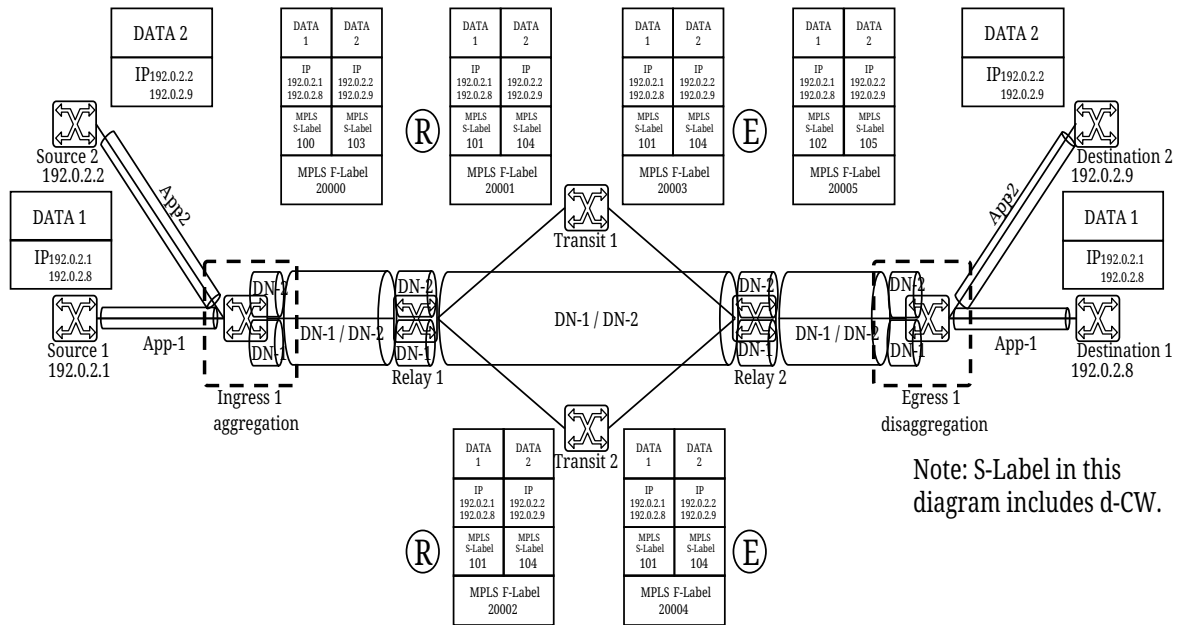 DATA 2
IP192.0.2.2
192.0.2.9
Source 2
192.0.2.2
DATA 1
IP192.0.2.1
192.0.2.8
Source 1
192.0.2.1
App2
App-1
DATA
1
DATA
2
IP
192.0.2.1
192.0.2.8
IP
192.0.2.2
192.0.2.9
MPLS
S-Label
100
MPLS
S-Label
103
MPLS F-Label
20000
R
DATA
1
DATA
2
IP
192.0.2.1
192.0.2.8
IP
192.0.2.2
192.0.2.9
MPLS
S-Label
101
MPLS
S-Label
104
MPLS F-Label
20001
DATA
1
DATA
2
IP
192.0.2.1
192.0.2.8
IP
192.0.2.2
192.0.2.9
MPLS
S-Label
101
MPLS
S-Label
104
MPLS F-Label
20003
E
DATA
1
DATA
2
IP
192.0.2.1
192.0.2.8
IP
192.0.2.2
192.0.2.9
MPLS
S-Label
102
MPLS
S-Label
105
MPLS F-Label
20005
DATA 2
IP192.0.2.2
192.0.2.9
Destination 2
192.0.2.9
DATA 1
IP192.0.2.1
192.0.2.8
App2
Transit 1
DN-2
DN-1
DN-1 / DN-2
DN-2
DN-1
DN-1 / DN-2
DN-2
DN-1
DN-1 / DN-2
DN-2
DN-1
App-1
Destination 1
192.0.2.8
Ingress 1
aggregation
Relay 1
Relay 2
Egress 1
disaggregation
Transit 2
R
DATA
1
DATA
2
IP
192.0.2.1
192.0.2.8
IP
192.0.2.2
192.0.2.9
MPLS
S-Label
101
MPLS
S-Label
104
MPLS F-Label
20002
DATA
1
DATA
2
IP
192.0.2.1
192.0.2.8
IP
192.0.2.2
192.0.2.9
MPLS
S-Label
101
MPLS
S-Label
104
MPLS F-Label
20004
E
Note: S-Label in this
diagram includes d-CW.